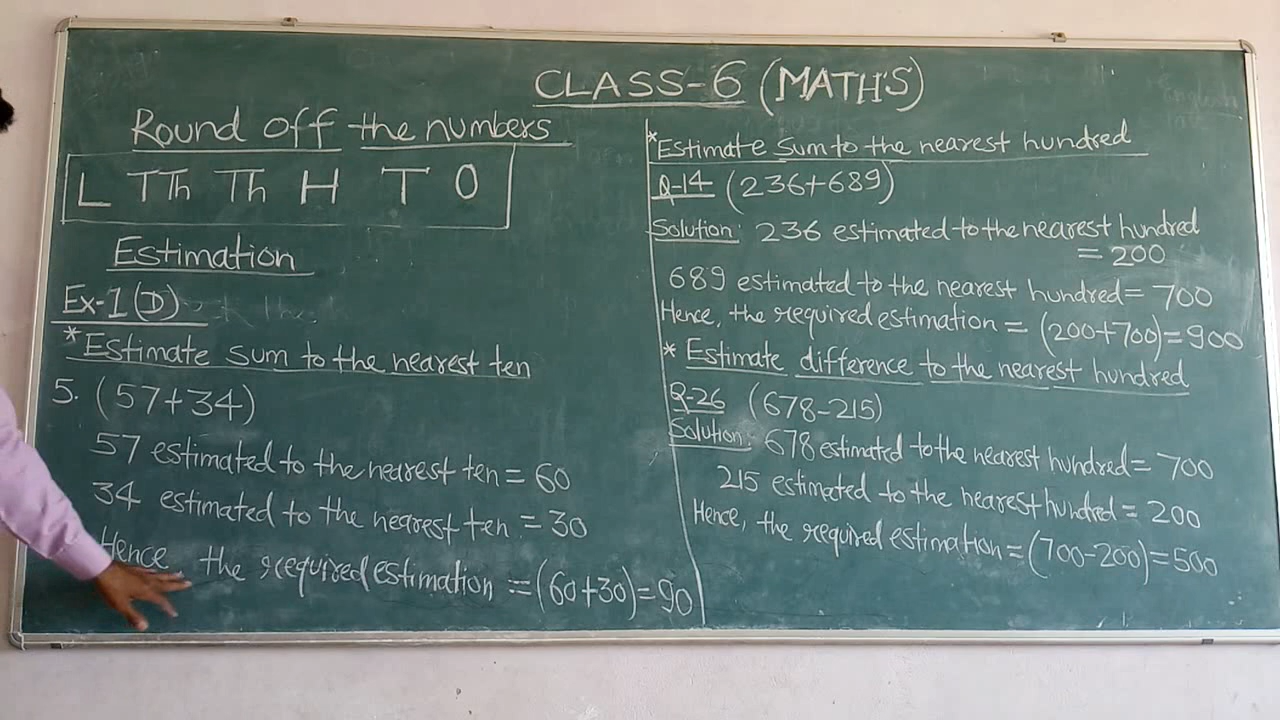 CLASS-6 (MATH'S)
Round off the numbers
L TTh Th H T O
Estimation
Ex-1(D)
*Estimate sum to the nearest ten
5. (57+34)
57 estimated to the nearest ten = 60
34 estimated to the nearest ten = 30
Hence, the required estimation = (60+30)=90
*Estimate Sum to the nearest hundred
Q-14 (236+689)
Solution: 236 estimated to the nearest hundred
= 200
689 estimated to the nearest hundred = 700
Hence, the required estimation = (200+700)=900
* Estimate difference to the nearest hundred
Q-26 (678-215)
Solution: 678 estimated to the nearest hundred = 700
215 estimated to the nearest hundred = 200
Hence, the required estimation = (700-200)=500